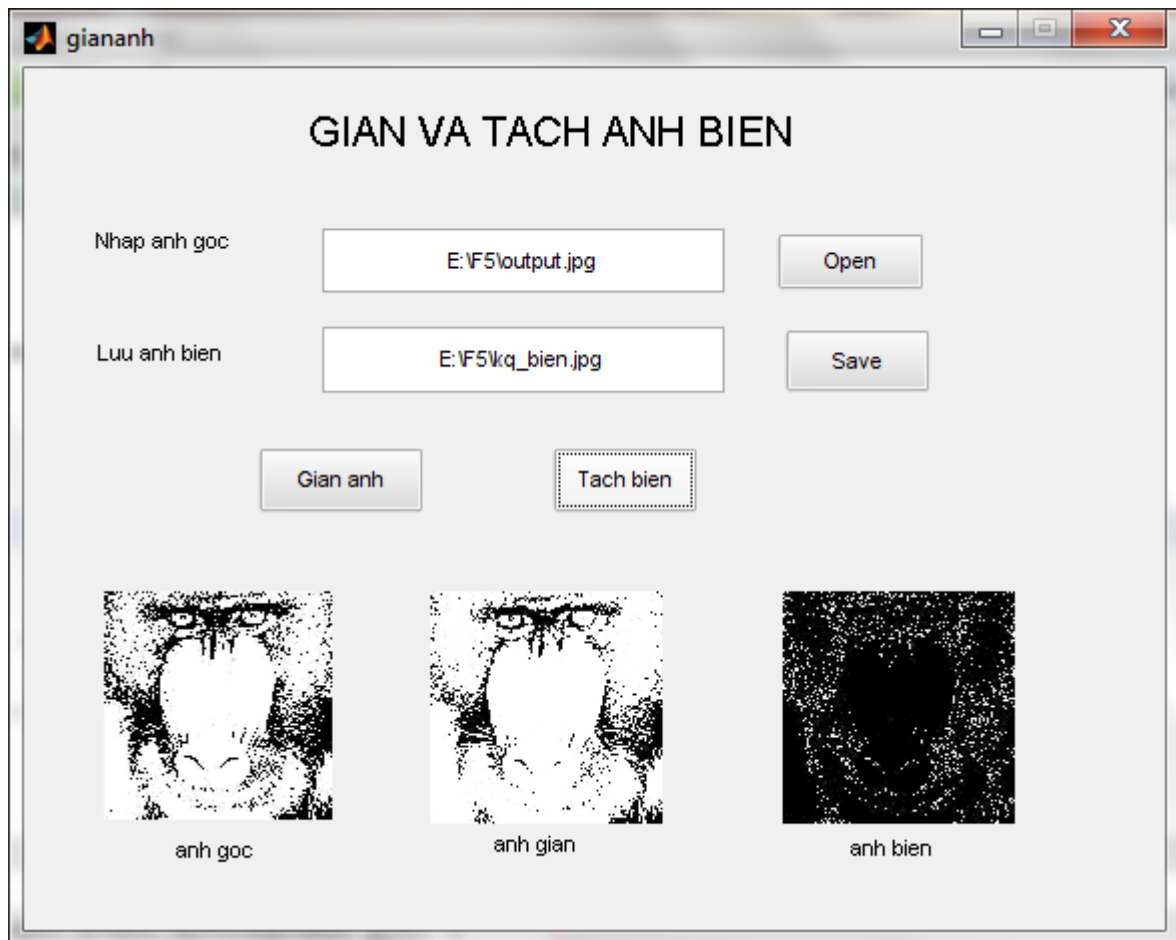 giananh
GIAN VA TACH ANH BIEN
Nhap anh goc
E:\F5\output.jpg
Open
Luu anh bien
E:\F5\kq_bien.jpg
Save
Gian anh
Tach bien
anh goc
anh gian
anh bien